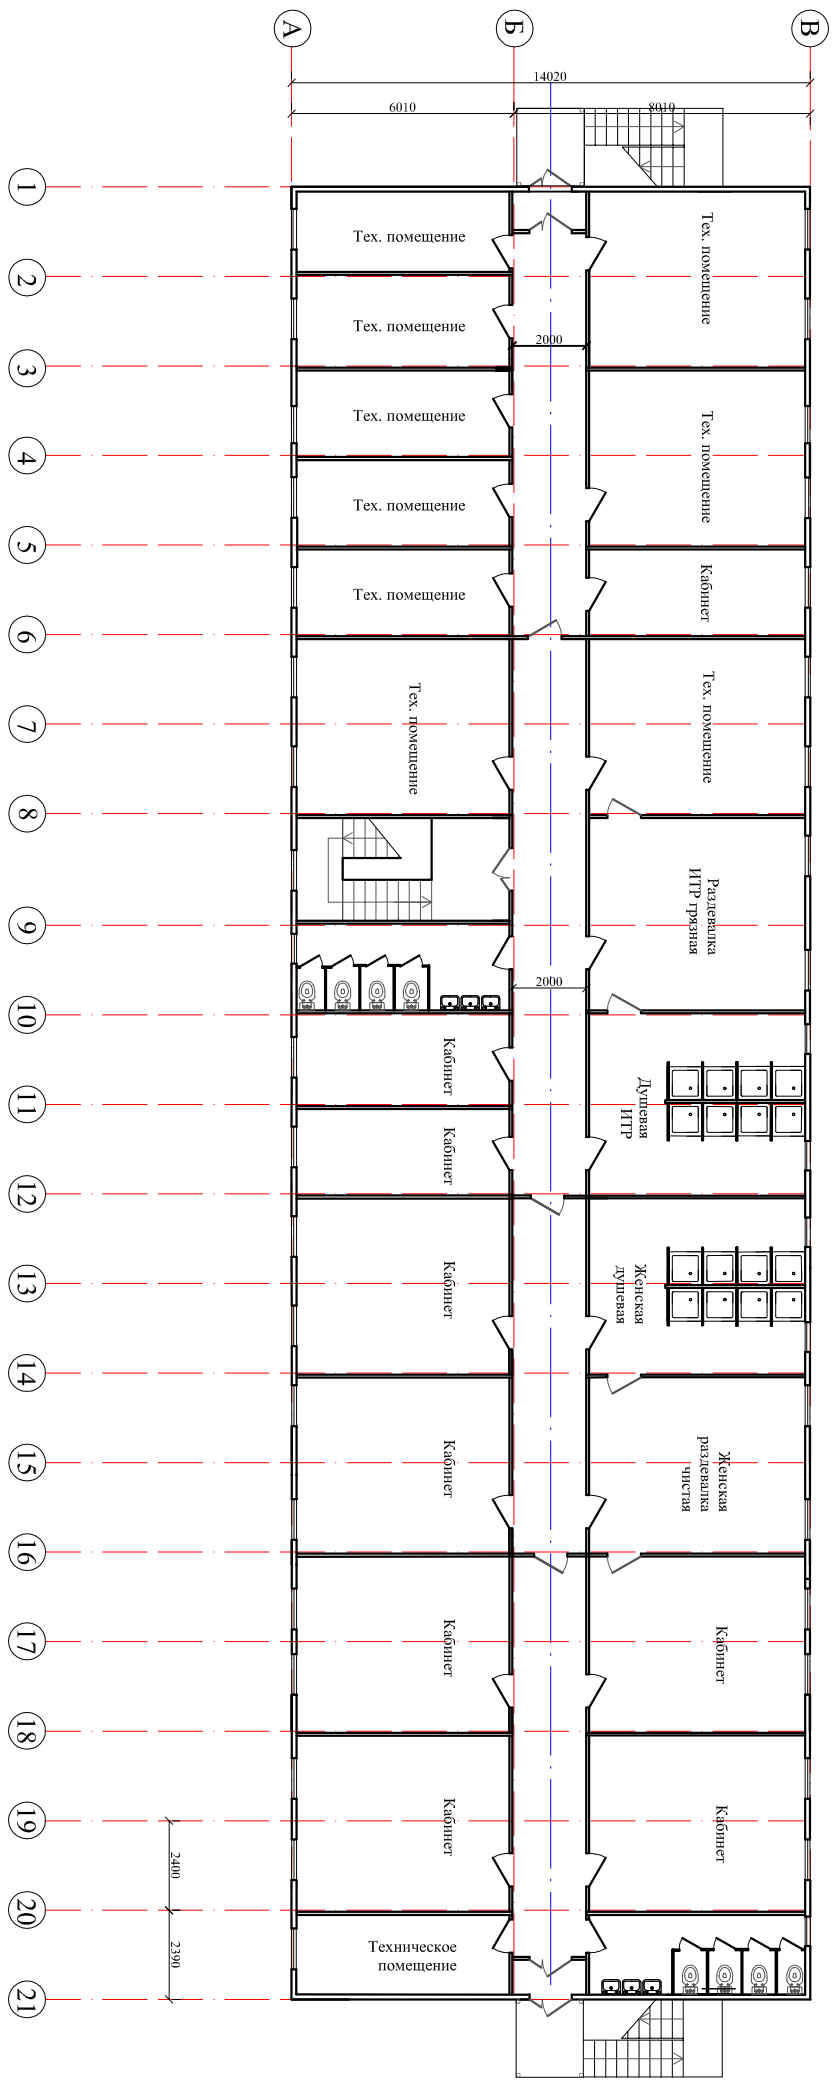 А
Б
В
14020
6010
8010
1
Тех. помещение
Тех. помещение
2
Тех. помещение
2000
3
Тех. помещение
Тех. помещение
4
Тех. помещение
5
Тех. помещение
Кабинет
6
Тех. помещение
Тех. помещение
7
8
Раздевалка
ИТР грязная
9
2000
10
Кабинет
Душевая
ИТР
11
Кабинет
12
Кабинет
Женская
душевая
13
14
Кабинет
Женская
раздевалка
чистая
15
16
Кабинет
Кабинет
17
18
Кабинет
Кабинет
19
2400
20
Техническое
помещение
2390
21